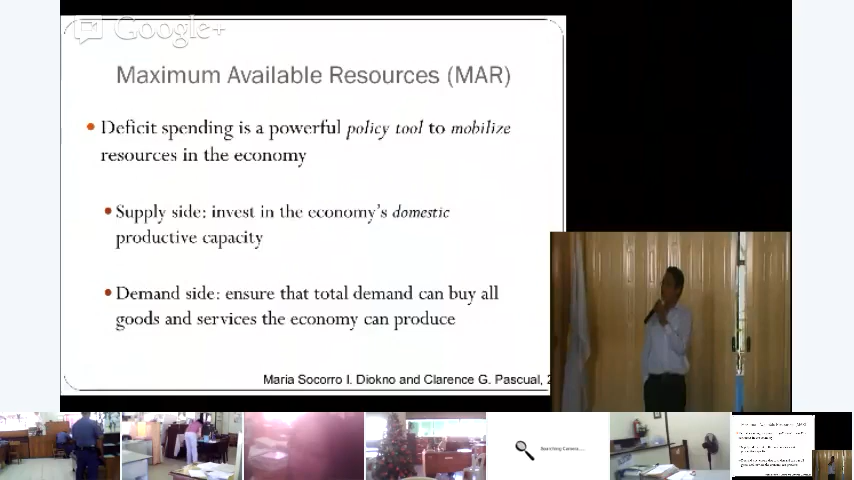 Google+
Maximum Available Resources (MAR)
Deficit spending is a powerful policy tool to mobilize
resources in the economy
Supply side: invest in the economy's domestic
productive capacity
Demand side: ensure that total demand can buy all
goods and services the economy can produce
Maria Socorro I. Diokno and Clarence G. Pascual, 2